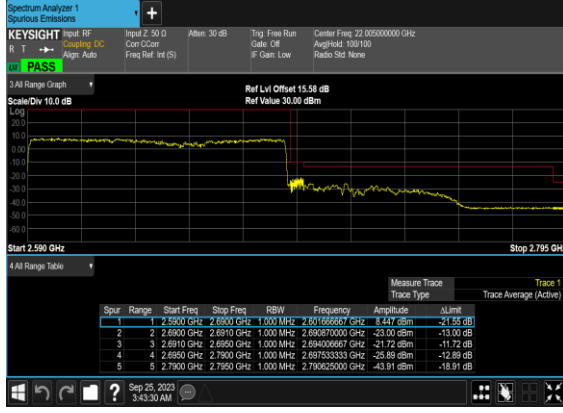 Spectrum Analyzer 1
Spurious Emissions
+
KEYSIGHT Input: RF Input Z: 50 Ω Atten: 30 dB Trig: Free Run Center Freq: 22.005000000 GHz
R T Coupling: DC Corr CCorr Gate: Off Avg|Hold: 100/100
Align: Auto Freq Ref: Int (S) IF Gain: Low Radio Std: None
PASS
3 All Range Graph
Ref Lvl Offset 15.58 dB
Scale/Div 10.0 dB Ref Value 30.00 dBm
Log
20.0
10.0
0.00
-10.0
-20.0
-30.0
-40.0
-50.0
-60.0
Start 2.590 GHz Stop 2.795 GHz
4 All Range Table
Measure Trace Trace 1
Trace Type Trace Average (Active)
Spur Range Start Freq Stop Freq RBW Frequency Amplitude ΔLimit
1 1 2.5900 GHz 2.6900 GHz 1.000 MHz 2.601666667 GHz 8.447 dBm -21.55 dB
2 2 2.6900 GHz 2.6910 GHz 1.000 MHz 2.690870000 GHz -23.00 dBm -13.00 dB
3 3 2.6910 GHz 2.6950 GHz 1.000 MHz 2.694006667 GHz -21.72 dBm -11.72 dB
4 4 2.6950 GHz 2.7900 GHz 1.000 MHz 2.697533333 GHz -25.89 dBm -12.89 dB
5 5 2.7900 GHz 2.7950 GHz 1.000 MHz 2.790625000 GHz -43.91 dBm -18.91 dB
?
Sep 25, 2023
3:43:30 AM